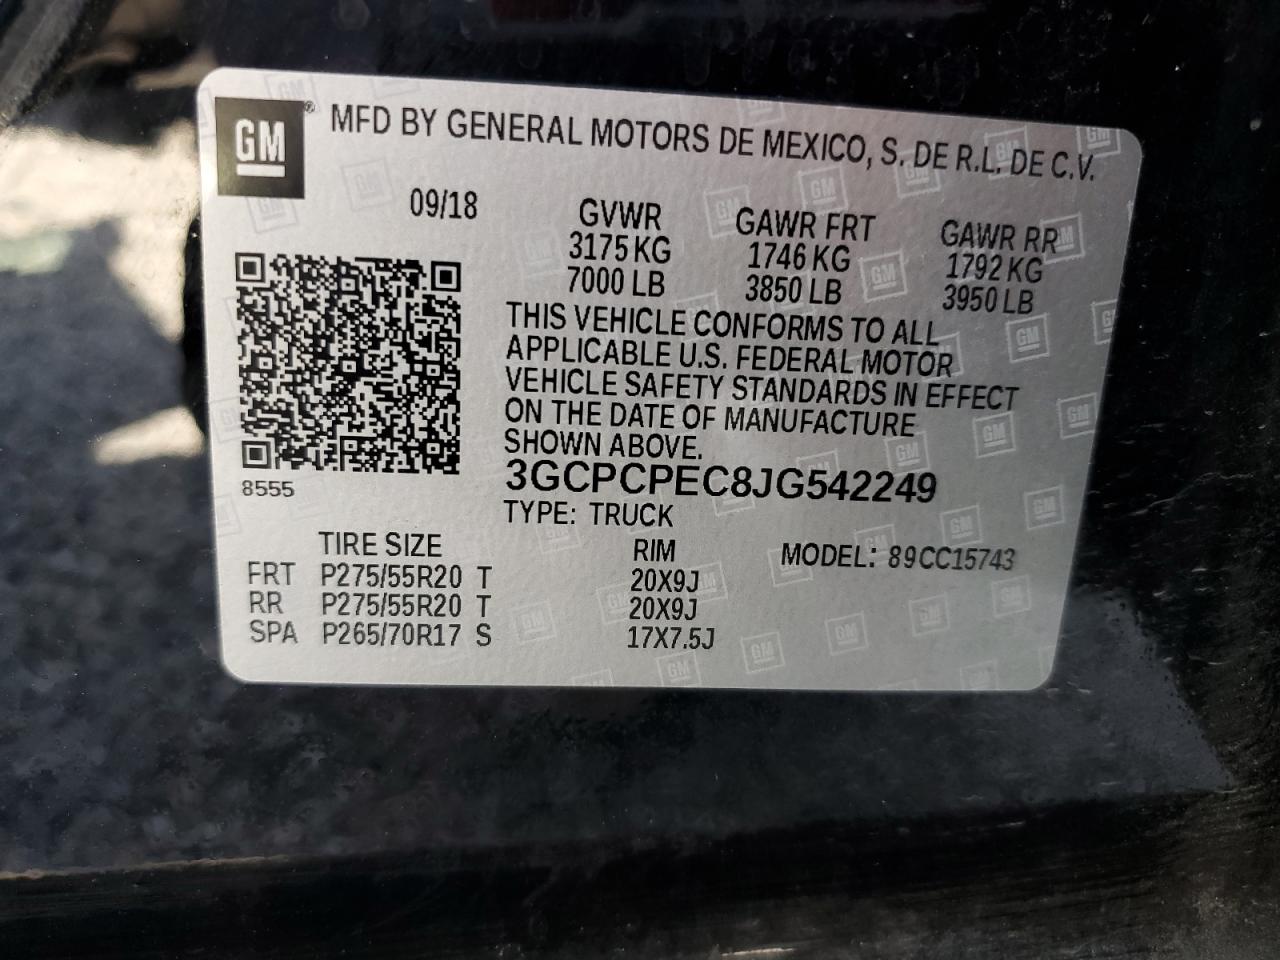 GM® MFD BY GENERAL MOTORS DE MEXICO, S. DE R.L. DE C.V.
09/18 GVWR GAWR FRT GAWR RR
3175 KG 1746 KG 1792 KG
7000 LB 3850 LB 3950 LB
THIS VEHICLE CONFORMS TO ALL
APPLICABLE U.S. FEDERAL MOTOR
VEHICLE SAFETY STANDARDS IN EFFECT
ON THE DATE OF MANUFACTURE
SHOWN ABOVE.
8555 3GCPCPEC8JG542249
TYPE: TRUCK
TIRE SIZE RIM MODEL: 89CC15743
FRT P275/55R20 T 20X9J
RR P275/55R20 T 20X9J
SPA P265/70R17 S 17X7.5J